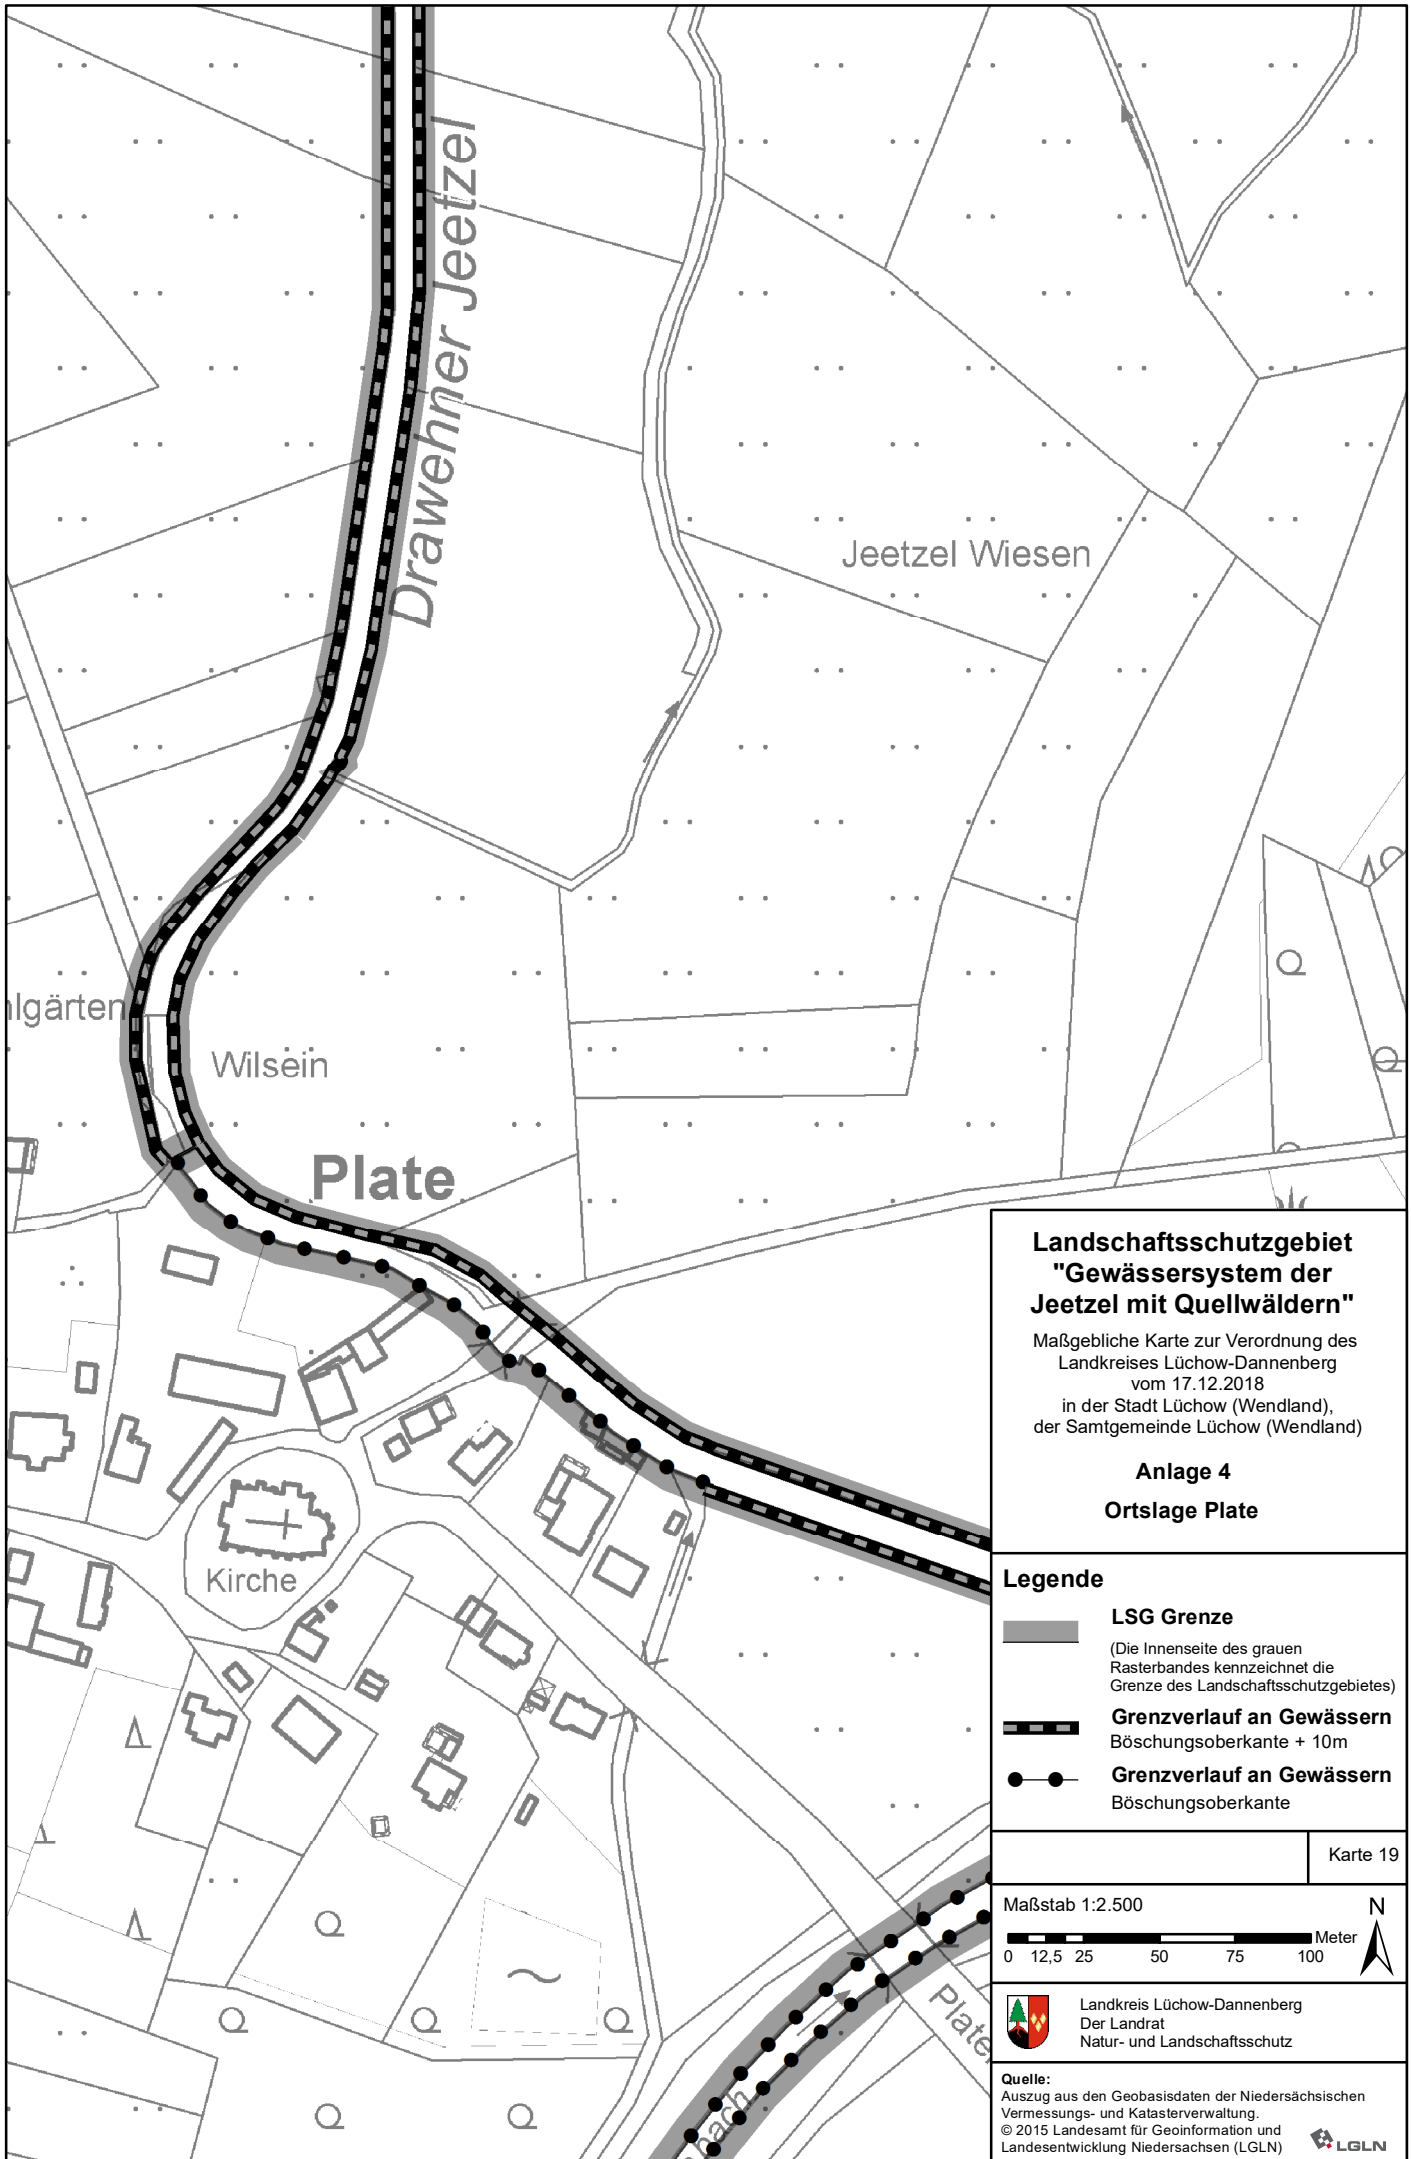 Drawehner Jeetzel
Jeetzel Wiesen
lgärten
Wilsein
Plate
Kirche
Plate
bach
Landschaftsschutzgebiet
"Gewässersystem der
Jeetzel mit Quellwäldern"
Maßgebliche Karte zur Verordnung des
Landkreises Lüchow-Dannenberg
vom 17.12.2018
in der Stadt Lüchow (Wendland),
der Samtgemeinde Lüchow (Wendland)
Anlage 4
Ortslage Plate
Legende
LSG Grenze
(Die Innenseite des grauen
Rasterbandes kennzeichnet die
Grenze des Landschaftsschutzgebietes)
Grenzverlauf an Gewässern
Böschungsoberkante + 10m
Grenzverlauf an Gewässern
Böschungsoberkante
Karte 19
Maßstab 1:2.500
N
Meter
0 12,5 25 50 75 100
Landkreis Lüchow-Dannenberg
Der Landrat
Natur- und Landschaftsschutz
Quelle:
Auszug aus den Geobasisdaten der Niedersächsischen
Vermessungs- und Katasterverwaltung.
© 2015 Landesamt für Geoinformation und
Landesentwicklung Niedersachsen (LGLN)
LGLN